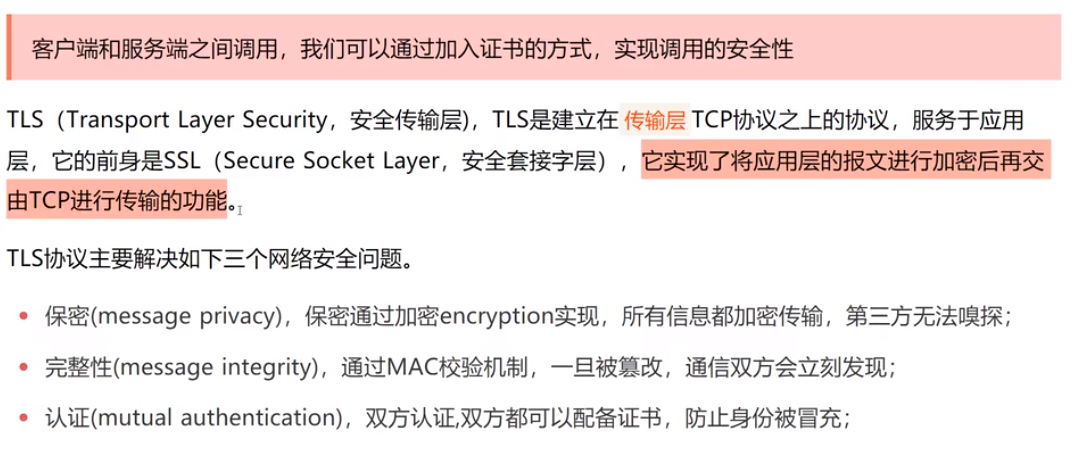 客户端和服务端之间调用，我们可以通过加入证书的方式，实现调用的安全性
TLS（Transport Layer Security，安全传输层)，TLS是建立在 传输层 TCP协议之上的协议，服务于应用
层，它的前身是SSL（Secure Socket Layer，安全套接字层），它实现了将应用层的报文进行加密后再交
由TCP进行传输的功能。
TLS协议主要解决如下三个网络安全问题。
• 保密(message privacy)，保密通过加密encryption实现，所有信息都加密传输，第三方无法嗅探；
• 完整性(message integrity)，通过MAC校验机制，一旦被篡改，通信双方会立刻发现；
• 认证(mutual authentication)，双方认证,双方都可以配备证书，防止身份被冒充；